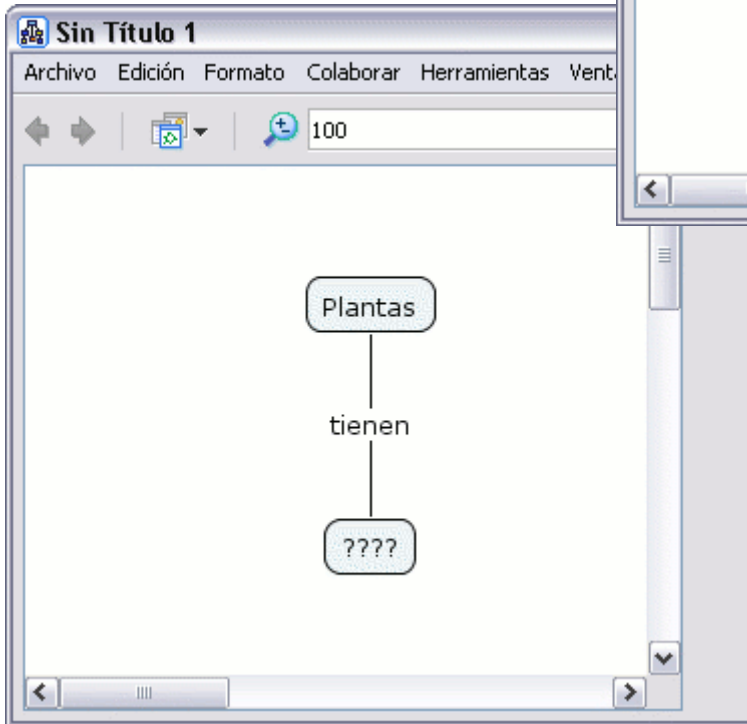 Sin Título 1
Archivo Edición Formato Colaborar Herramientas
100
Plantas
tienen
????